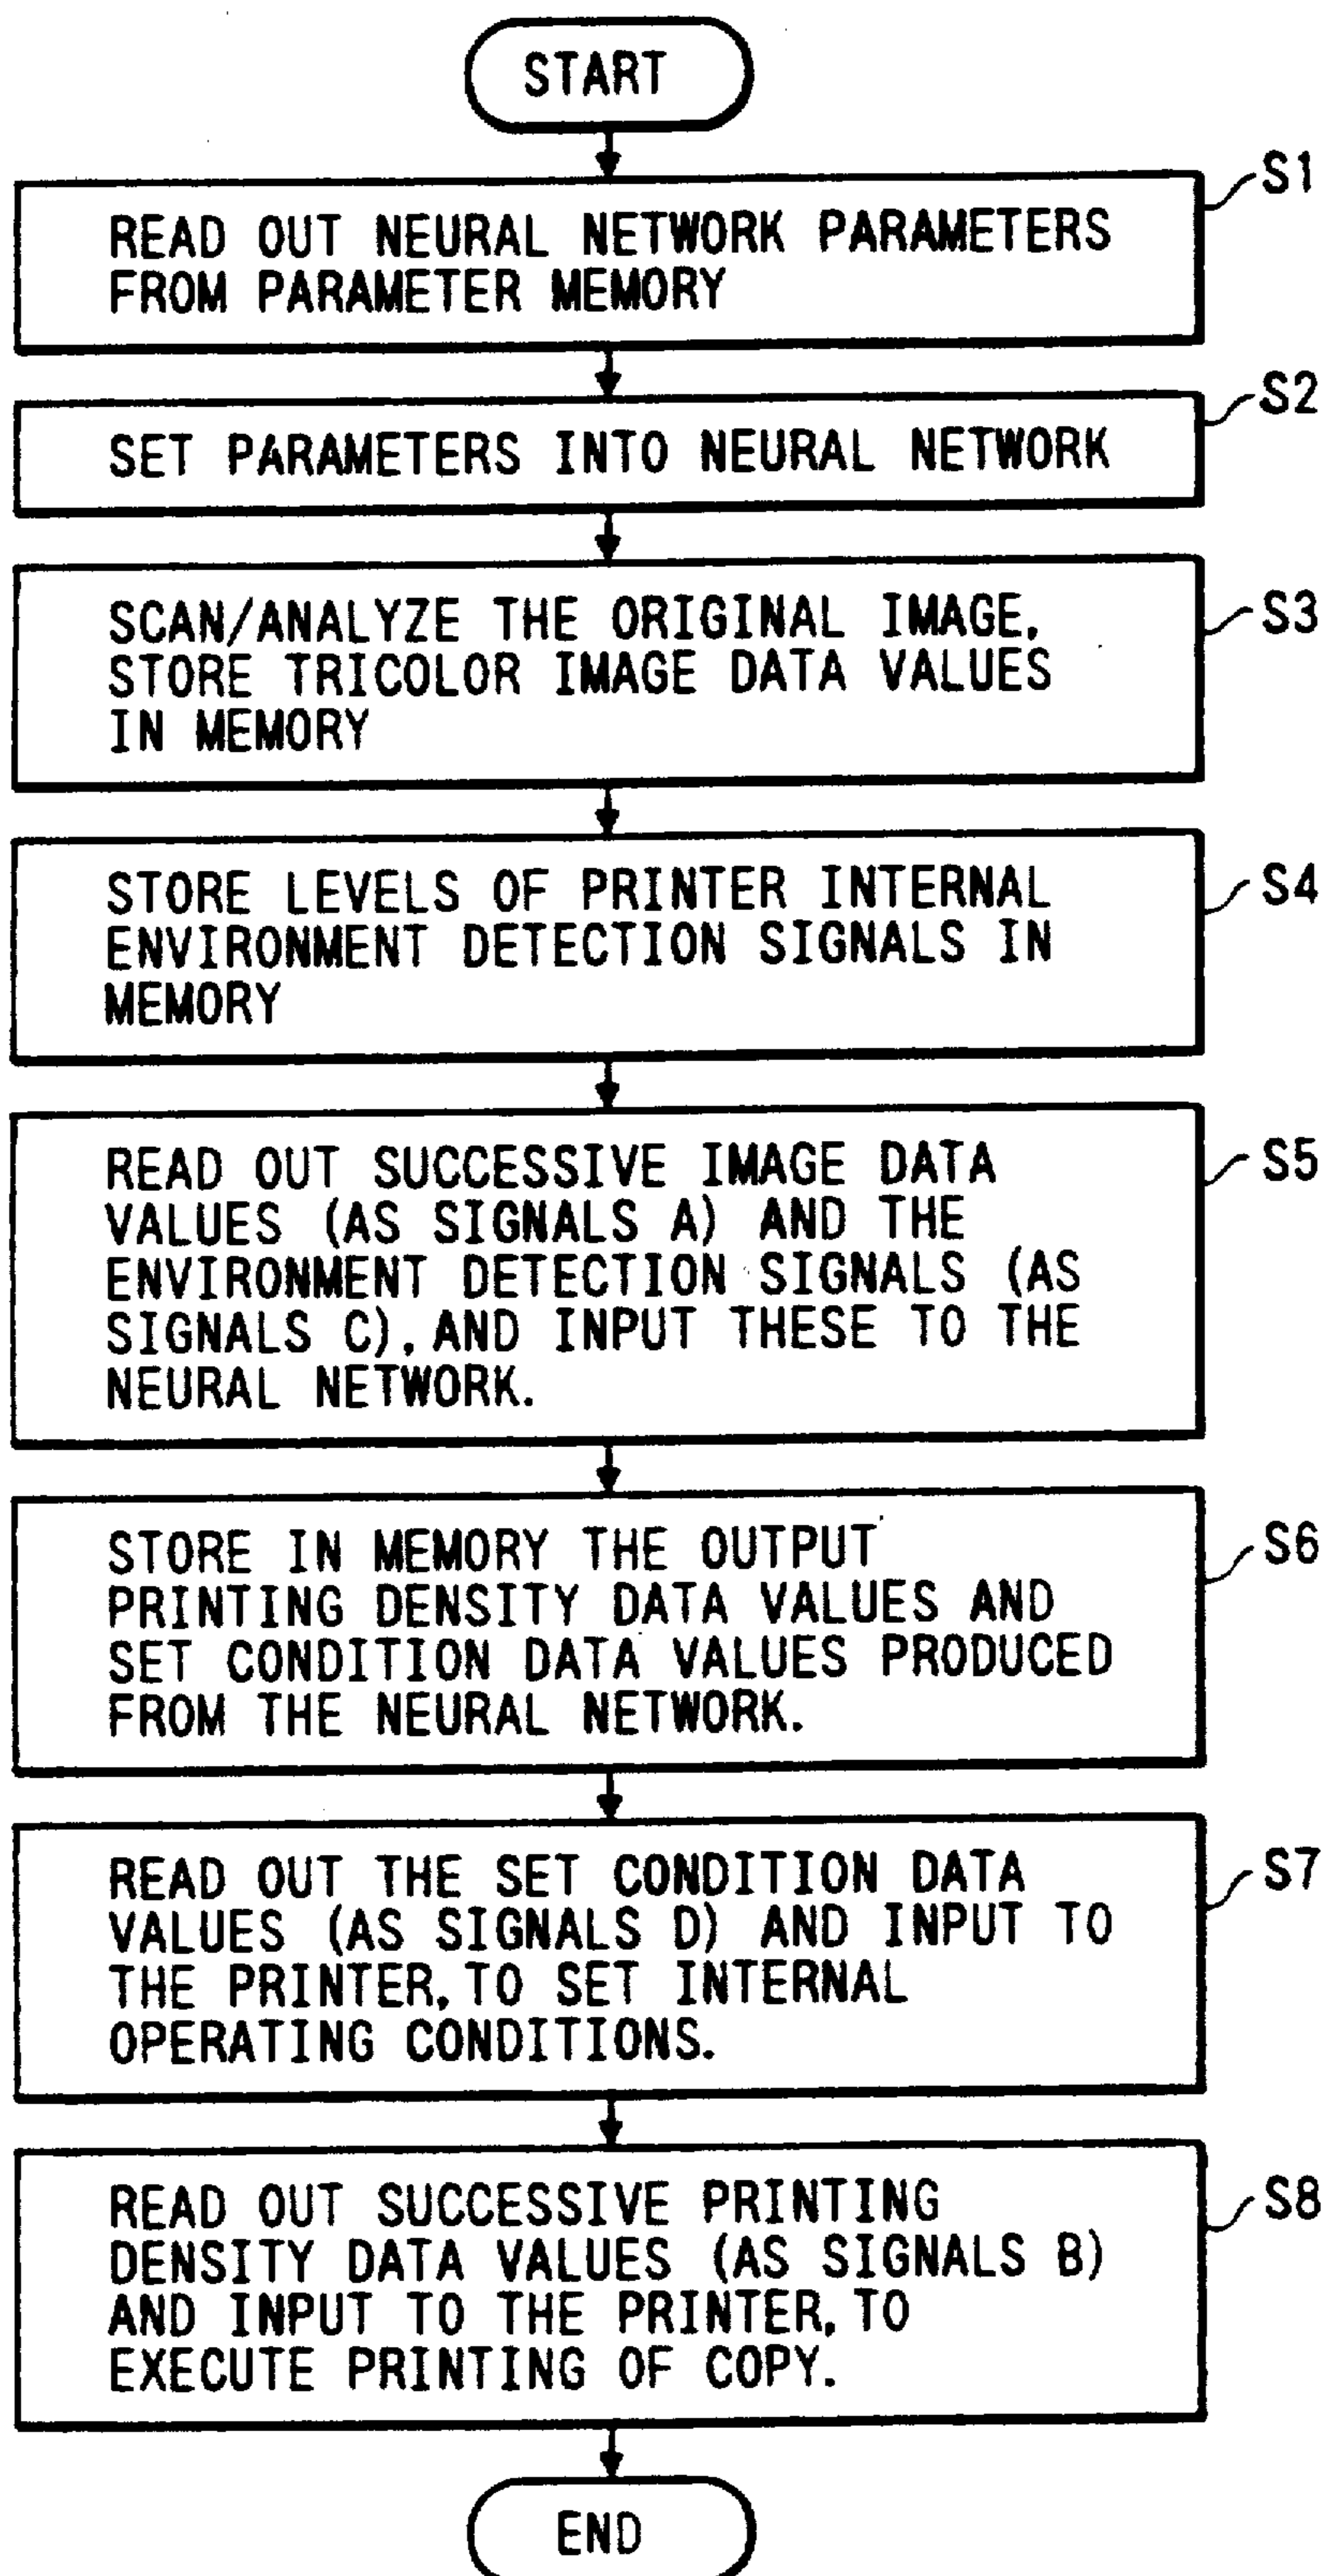 START
S1
READ OUT NEURAL NETWORK PARAMETERS
FROM PARAMETER MEMORY
S2
SET PARAMETERS INTO NEURAL NETWORK
S3
SCAN/ANALYZE THE ORIGINAL IMAGE,
STORE TRICOLOR IMAGE DATA VALUES
IN MEMORY
S4
STORE LEVELS OF PRINTER INTERNAL
ENVIRONMENT DETECTION SIGNALS IN
MEMORY
S5
READ OUT SUCCESSIVE IMAGE DATA
VALUES (AS SIGNALS A) AND THE
ENVIRONMENT DETECTION SIGNALS (AS
SIGNALS C), AND INPUT THESE TO THE
NEURAL NETWORK.
S6
STORE IN MEMORY THE OUTPUT
PRINTING DENSITY DATA VALUES AND
SET CONDITION DATA VALUES PRODUCED
FROM THE NEURAL NETWORK.
S7
READ OUT THE SET CONDITION DATA
VALUES (AS SIGNALS D) AND INPUT TO
THE PRINTER, TO SET INTERNAL
OPERATING CONDITIONS.
S8
READ OUT SUCCESSIVE PRINTING
DENSITY DATA VALUES (AS SIGNALS B)
AND INPUT TO THE PRINTER, TO
EXECUTE PRINTING OF COPY.
END